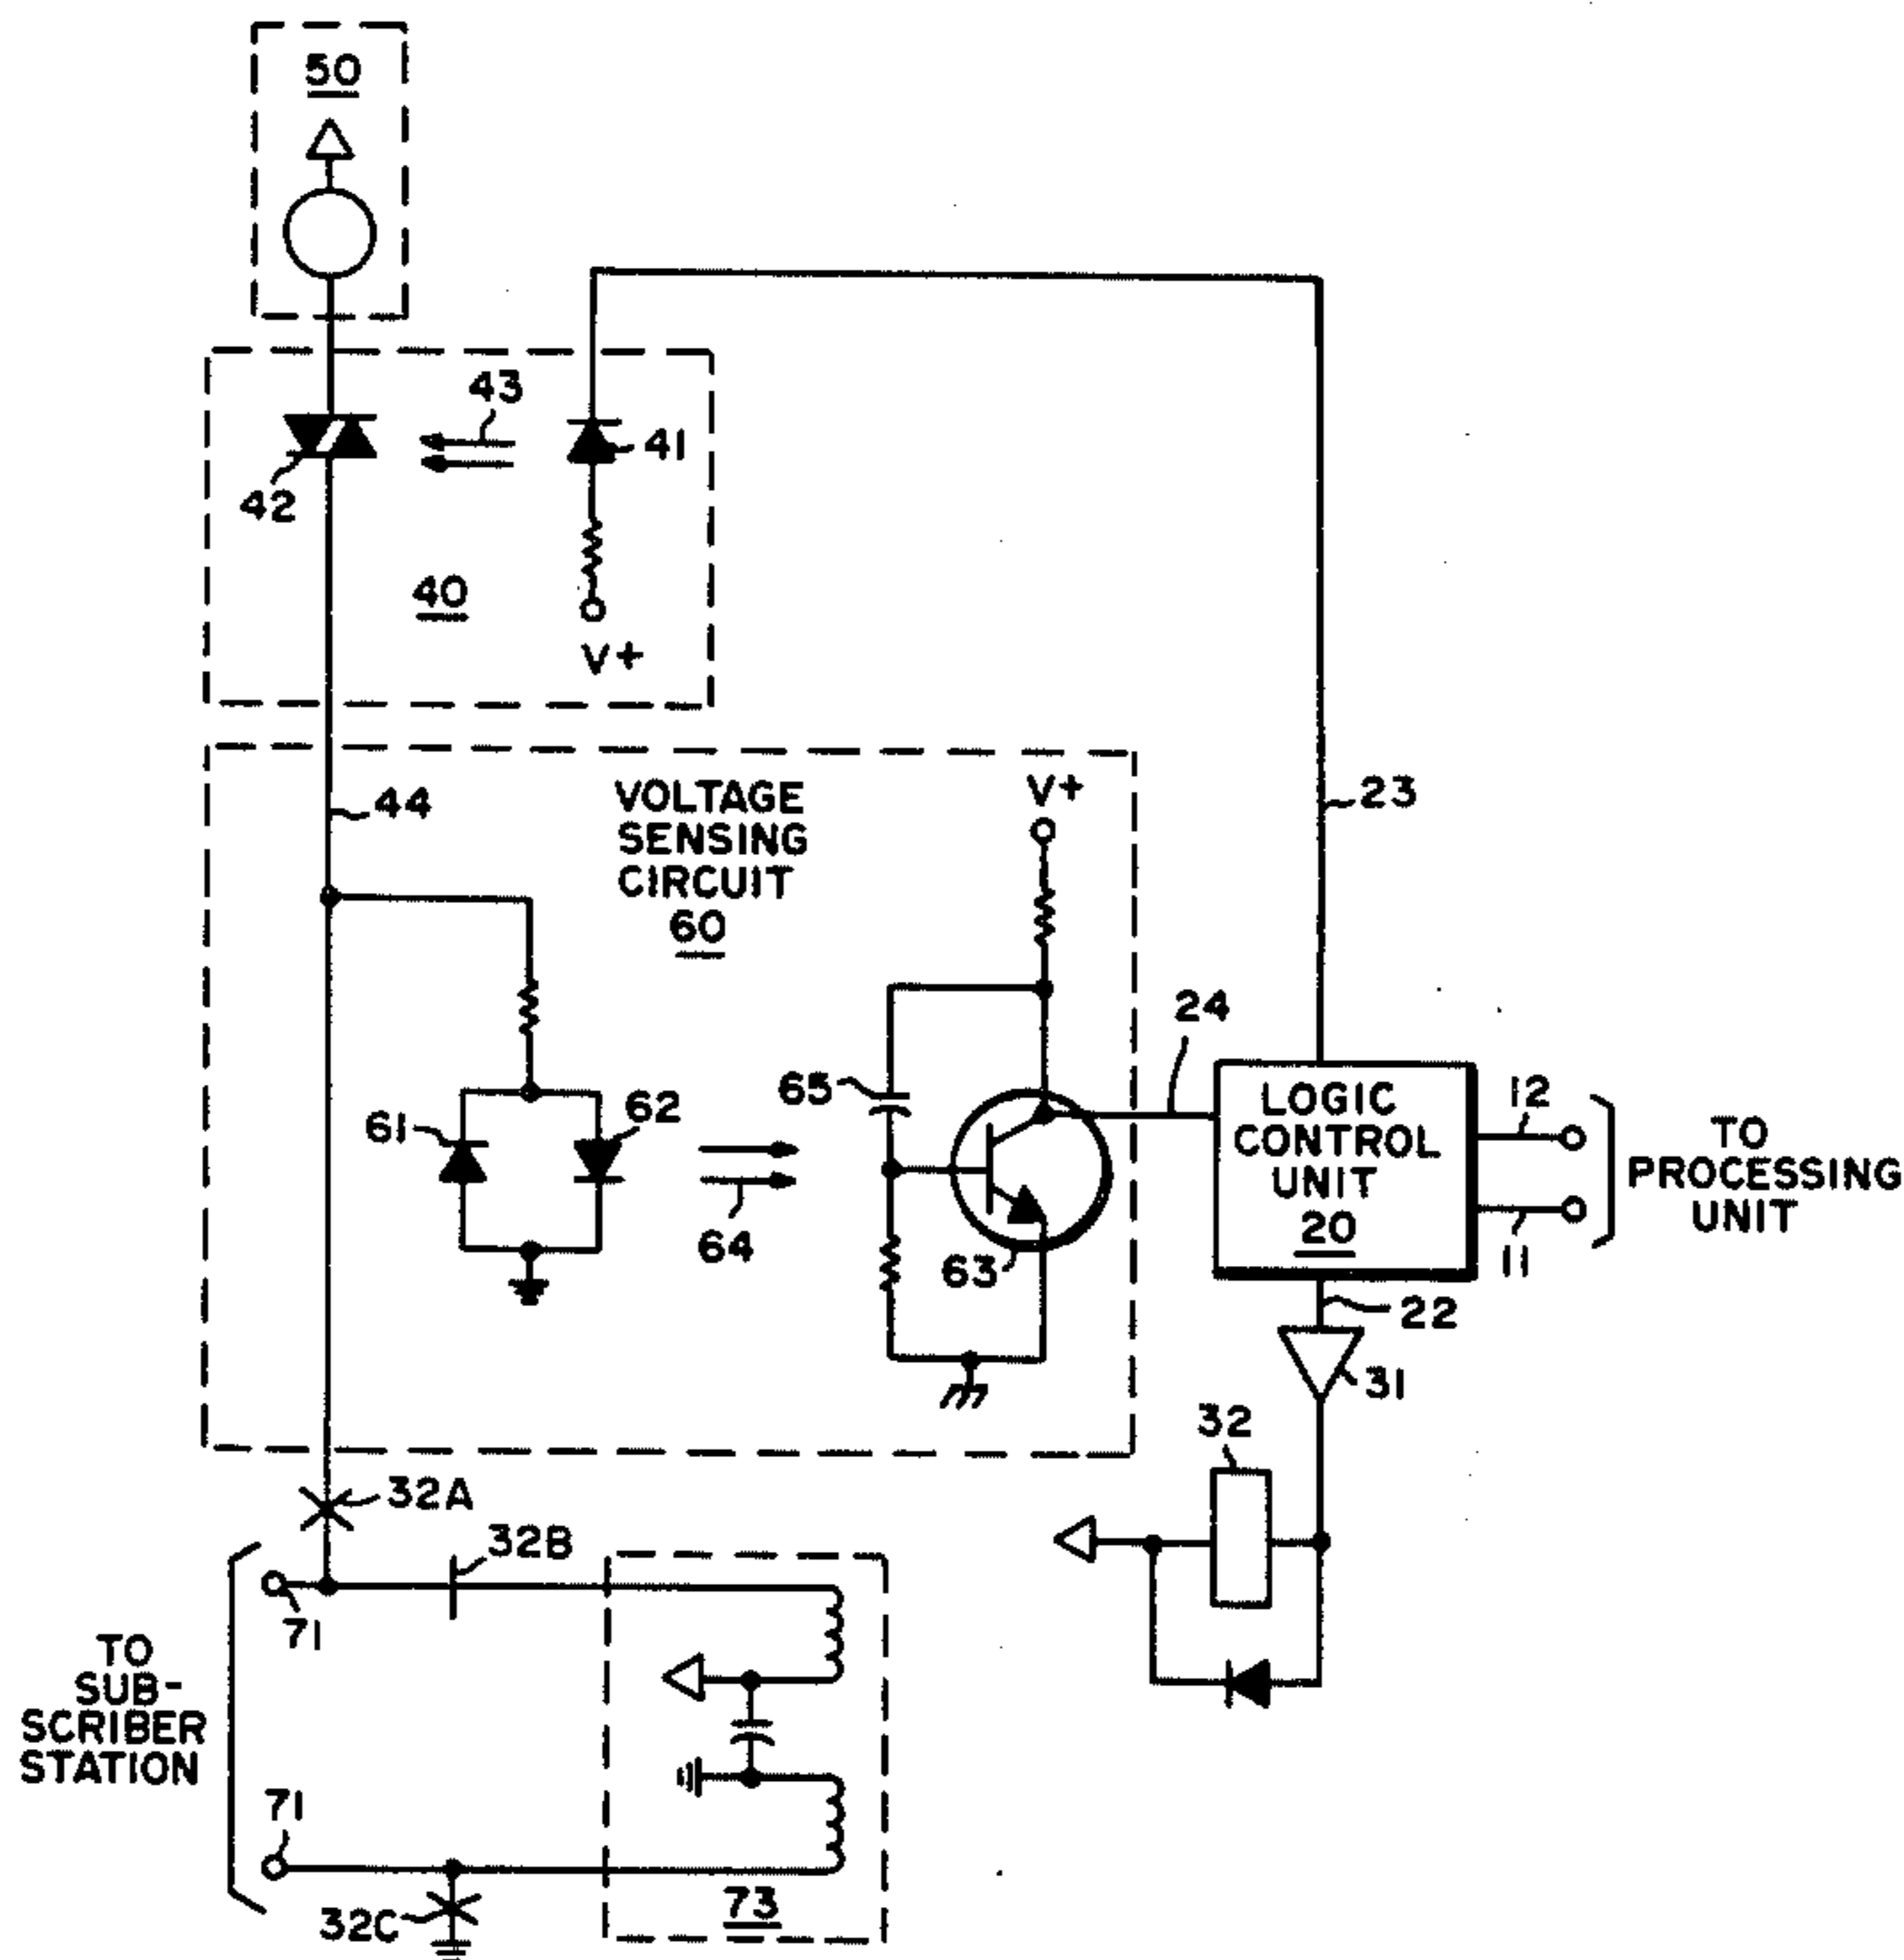 50
43
41
42
40
V+
44
VOLTAGE
SENSING
CIRCUIT
60
V+
23
24
65
61
62
64
63
LOGIC
CONTROL
UNIT
20
12
11
TO
PROCESSING
UNIT
22
31
32
32A
32B
71
TO
SUB-
SCRIBER
STATION
71
32C
73